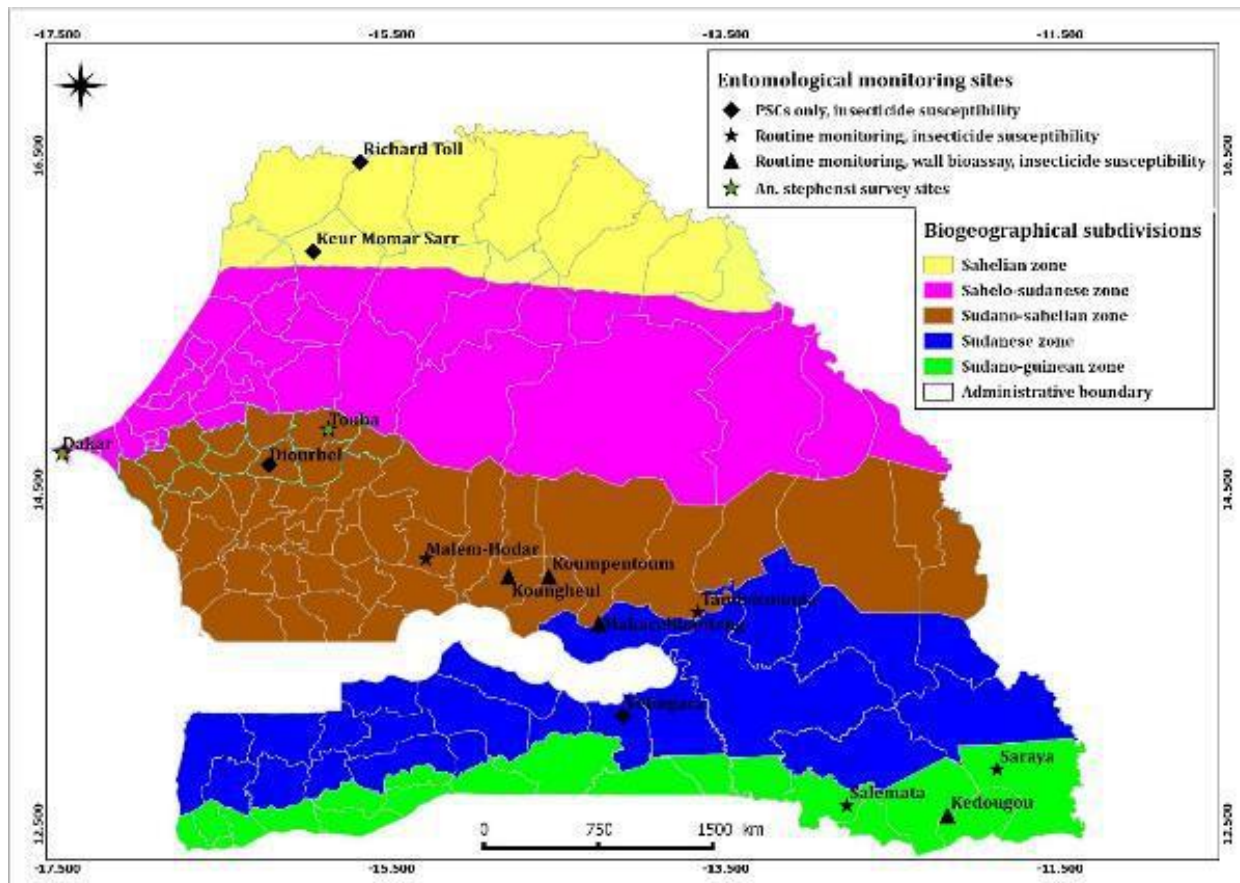 -17.500 -15.500 -13.500 -11.500
16.500
16.500
Entomological monitoring sites
PSCs only, insecticide susceptibility
Routine monitoring, insecticide susceptibility
Routine monitoring, wall bioassay, insecticide susceptibility
An. stephensi survey sites
Biogeographical subdivisions
Sahelian zone
Sahelo-sudanese zone
Sudano-sahelian zone
Sudanese zone
Sudano-guinean zone
Administrative boundary
Richard Toll
Keur Momar Sarr
Touba
Dakar
Diourbel
14.500
14.500
Malem-Hodar
Koumpentoum
Koungheul
Saraya
Salemata
Kedougou
12.500
12.500
0 750 1500 km
-17.500 -15.500 -13.500 -11.500